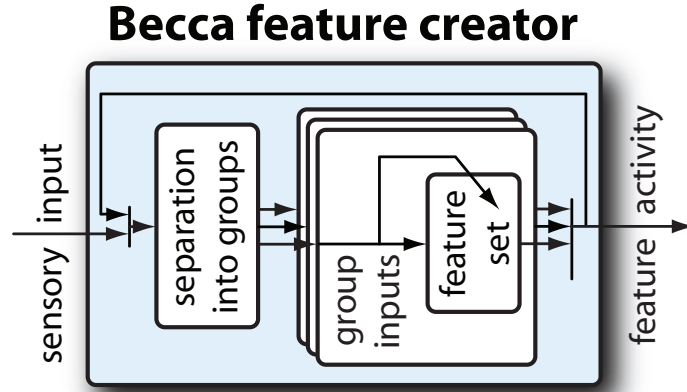 Becca feature creator
sensory input
separation
into groups
group
inputs
feature
set
feature activity